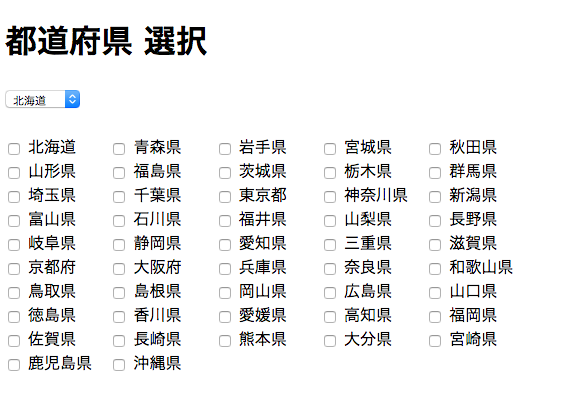 都道府県 選択
北海道
北海道 青森県 岩手県 宮城県 秋田県
山形県 福島県 茨城県 栃木県 群馬県
埼玉県 千葉県 東京都 神奈川県 新潟県
富山県 石川県 福井県 山梨県 長野県
岐阜県 静岡県 愛知県 三重県 滋賀県
京都府 大阪府 兵庫県 奈良県 和歌山県
鳥取県 島根県 岡山県 広島県 山口県
徳島県 香川県 愛媛県 高知県 福岡県
佐賀県 長崎県 熊本県 大分県 宮崎県
鹿児島県 沖縄県